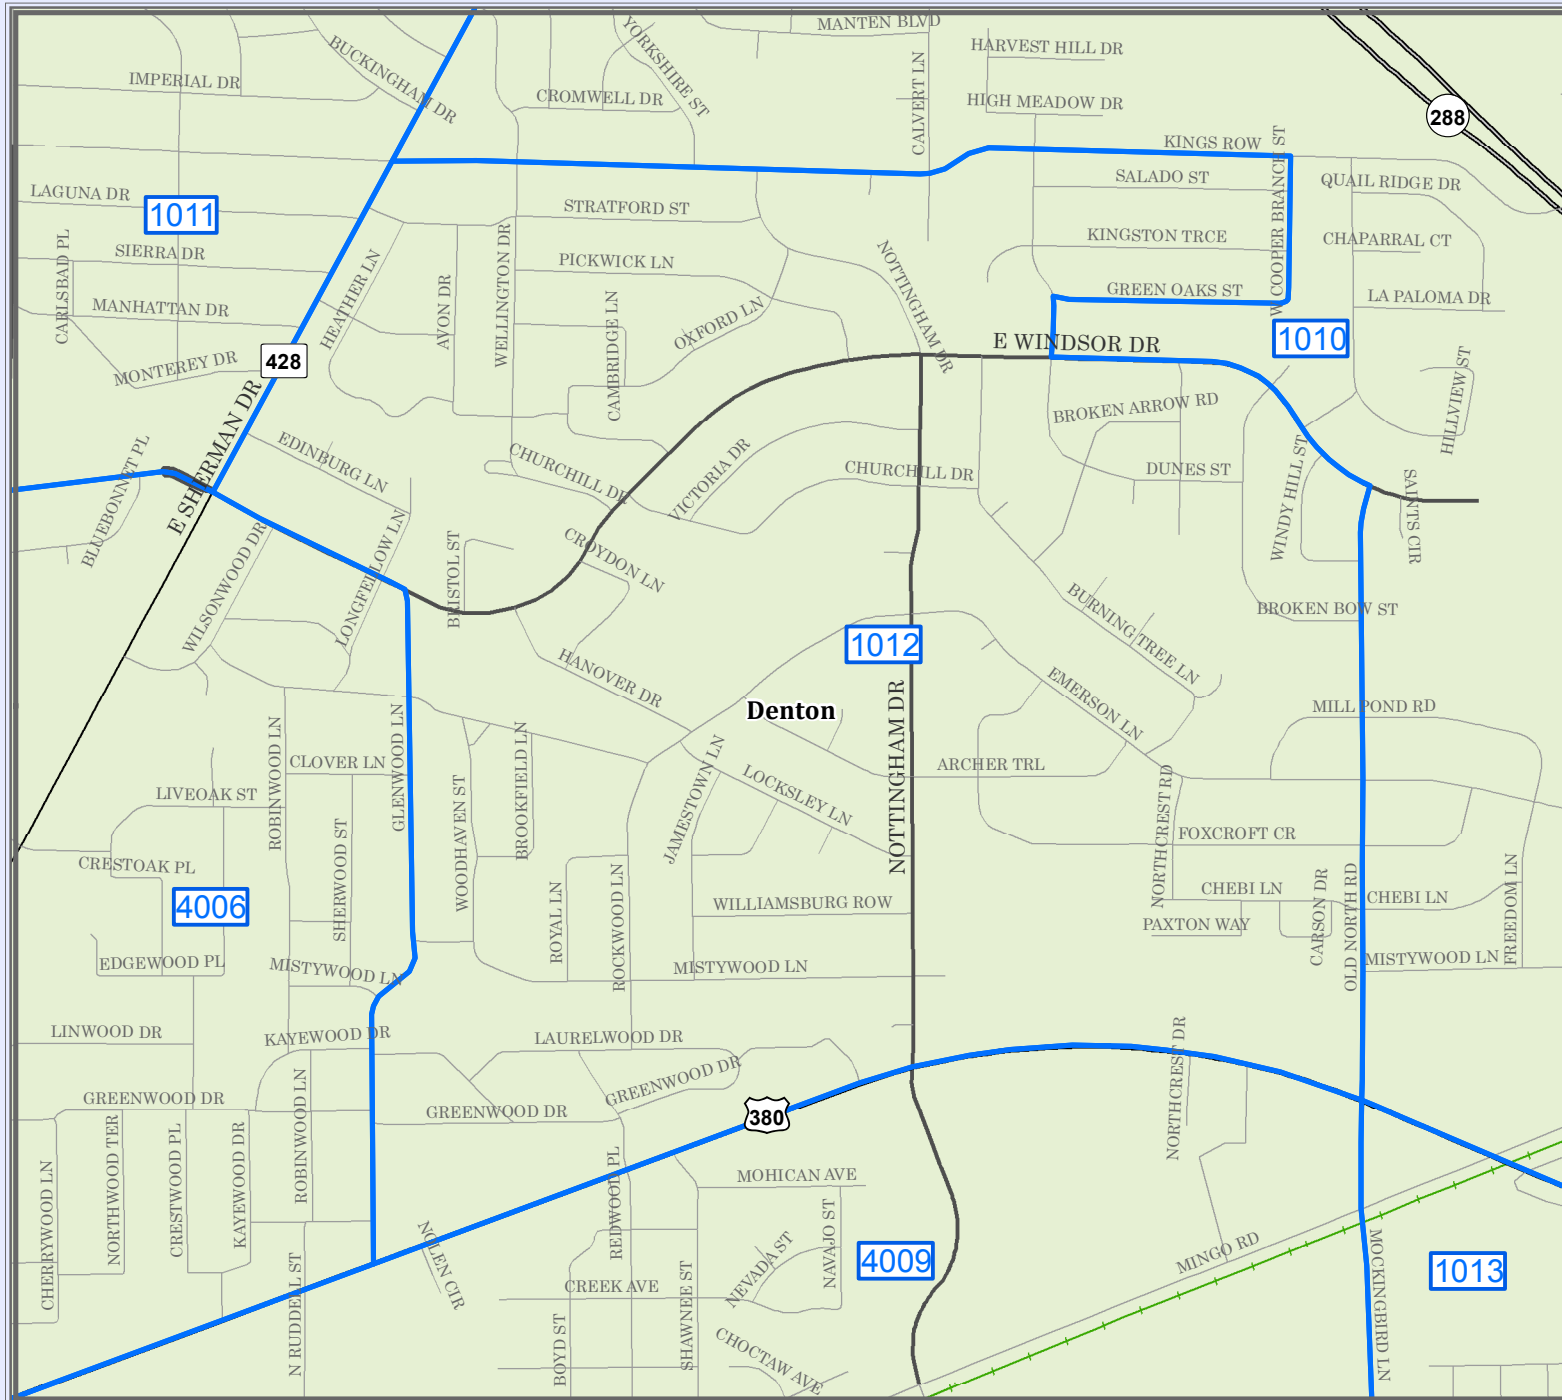 MANTEN BLVD
YORKSHIRE ST
BUCKINGHAM DR
HARVEST HILL DR
IMPERIAL DR
CROMWELL DR
CALVERT LN
HIGH MEADOW DR
288
KINGS ROW
SALADO ST
QUAIL RIDGE DR
LAGUNA DR
1011
STRATFORD ST
W COOPER BRANCH ST
KINGSTON TRCE
CHAPARRAL CT
CARLSBAD PL
SIERRA DR
HEATHER LN
AVON DR
WELLINGTON DR
PICKWICK LN
NOTTINGHAM DR
GREEN OAKS ST
LA PALOMA DR
MANHATTAN DR
CAMBRIDGE LN
OXFORD LN
E WINDSOR DR
1010
428
MONTEREY DR
HILLVIEW ST
BROKEN ARROW RD
E SHERMAN DR
EDINBURG LN
BLUEBONNET PL
CHURCHILL DR
VICTORIA DR
CHURCHILL DR
DUNES ST
WINDY HILL ST
SAINTS CIR
WILSONWOOD DR
LONGFELLOW LN
BRISTOL ST
CROYDON LN
BURNING TREE LN
BROKEN BOW ST
1012
HANOVER DR
EMERSON LN
Denton
NOTTINGHAM DR
MILL POND RD
ROBINWOOD LN
CLOVER LN
GLENWOOD LN
BROOKFIELD LN
WOODHAVEN ST
JAMESTOWN LN
LOCKSLEY LN
ARCHER TRL
NORTHCREST RD
LIVEOAK ST
SHERWOOD ST
FOXCROFT CR
CRESTOAK PL
4006
ROYAL LN
ROCKWOOD LN
WILLIAMSBURG ROW
CHEBI LN
CARSON DR
OLD NORTH RD
CHEBI LN
FREEDOM LN
PAXTON WAY
EDGEWOOD PL
MISTYWOOD LN
MISTYWOOD LN
MISTYWOOD LN
LINWOOD DR
KAYEWOOD DR
LAURELWOOD DR
NORTHCREST DR
GREENWOOD DR
ROBINWOOD LN
GREENWOOD DR
GREENWOOD DR
380
NORTHWOOD TER
CRESTWOOD PL
KAYEWOOD DR
CHERRYWOOD LN
REDWOOD PL
MOHICAN AVE
NAVAJO ST
NEVADA ST
NOLEN CIR
N RUDDELL ST
CREEK AVE
SHAWNEE ST
BOYD ST
CHOCTAW AVE
4009
MINGO RD
MOCKINGBIRD LN
1013